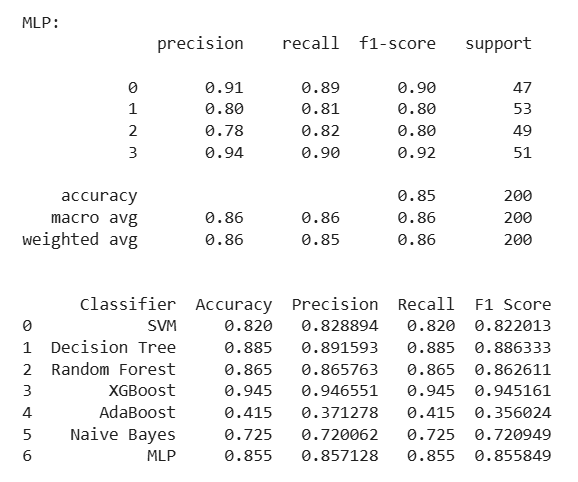 MLP:
precision recall f1-score support
0 0.91 0.89 0.90 47
1 0.80 0.81 0.80 53
2 0.78 0.82 0.80 49
3 0.94 0.90 0.92 51
accuracy 0.85 200
macro avg 0.86 0.86 0.86 200
weighted avg 0.86 0.85 0.86 200
Classifier Accuracy Precision Recall F1 Score
0 SVM 0.820 0.828894 0.820 0.822013
1 Decision Tree 0.885 0.891593 0.885 0.886333
2 Random Forest 0.865 0.865763 0.865 0.862611
3 XGBoost 0.945 0.946551 0.945 0.945161
4 AdaBoost 0.415 0.371278 0.415 0.356024
5 Naive Bayes 0.725 0.720062 0.725 0.720949
6 MLP 0.855 0.857128 0.855 0.855849